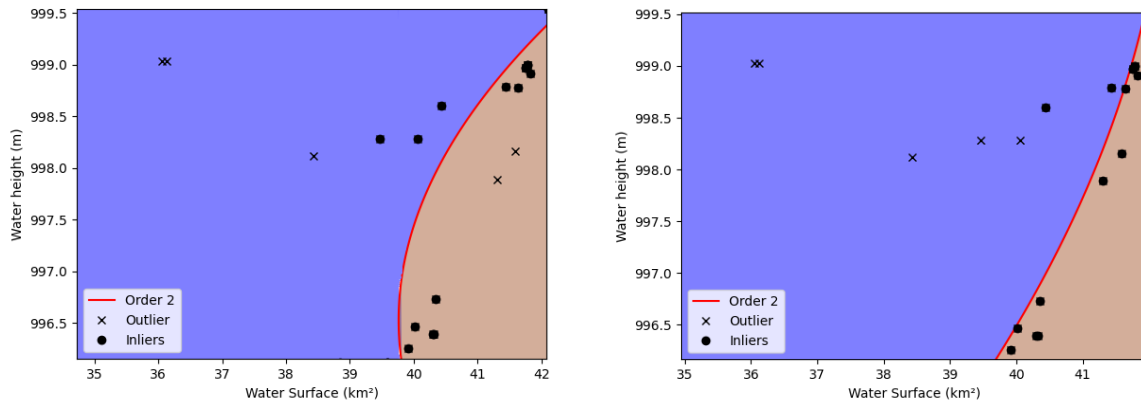 999.5
999.0
998.5
998.0
997.5
997.0
996.5
Water height (m)
Order 2
Outlier
Inliers
35 36 37 38 39 40 41 42
Water Surface (km²)
999.5
999.0
998.5
998.0
997.5
997.0
996.5
Water height (m)
Order 2
Outlier
Inliers
35 36 37 38 39 40 41
Water Surface (km²)